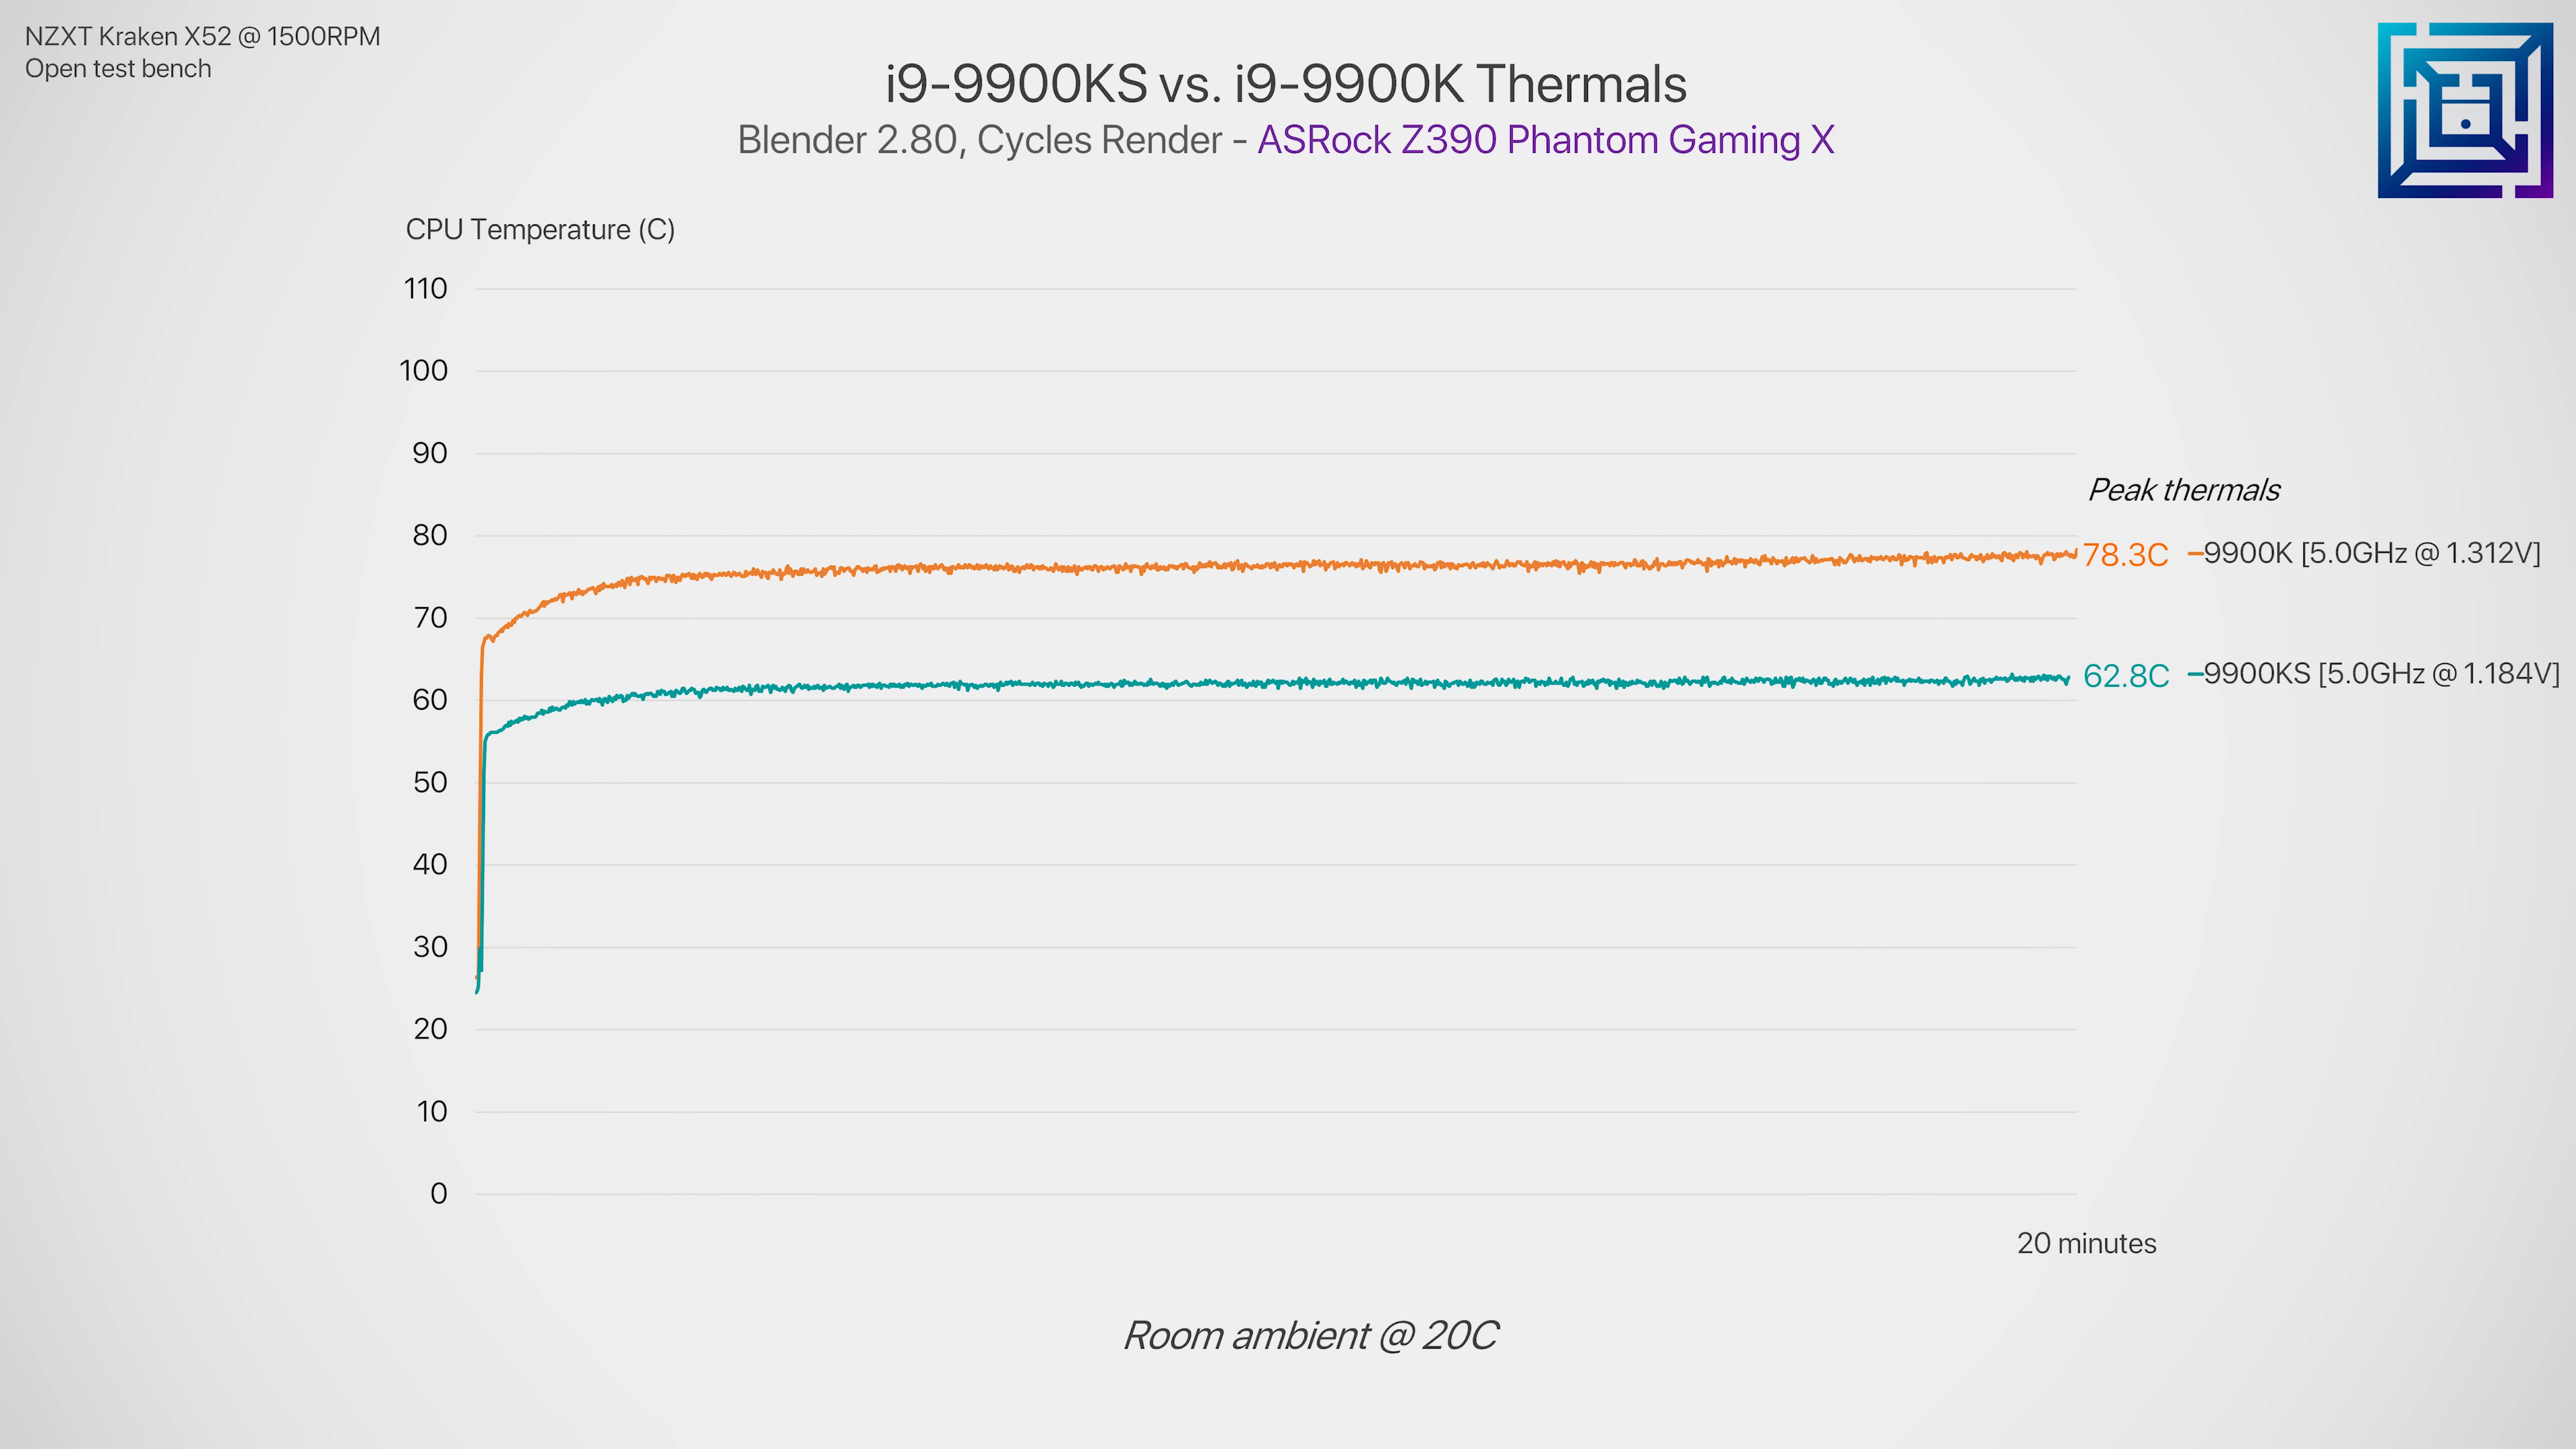 NZXT Kraken X52 @ 1500RPM
Open test bench
i9-9900KS vs. i9-9900K Thermals
Blender 2.80, Cycles Render - ASRock Z390 Phantom Gaming X
CPU Temperature (C)
110
100
90
Peak thermals
80
78.3C 9900K [5.0GHz @ 1.312V]
70
62.8C 9900KS [5.0GHz @ 1.184V]
60
50
40
30
20
10
0
20 minutes
Room ambient @ 20C